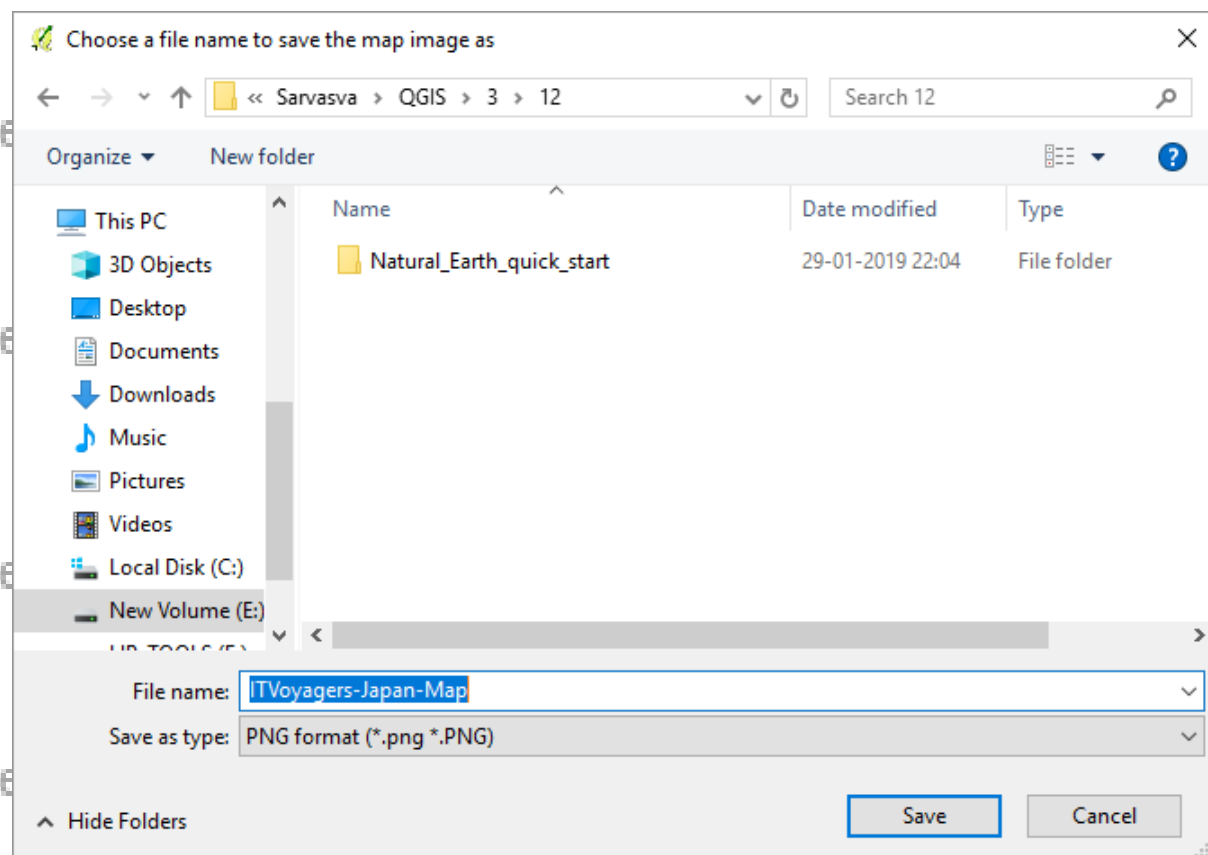 Choose a file name to save the map image as
« Sarvasva > QGIS > 3 > 12
Search 12
Organize
New folder
Name
Date modified
Type
This PC
3D Objects
Desktop
Documents
Downloads
Music
Pictures
Videos
Local Disk (C:)
New Volume (E:)
Natural_Earth_quick_start
29-01-2019 22:04
File folder
File name: ITVoyagers-Japan-Map
Save as type: PNG format (*.png *.PNG)
Hide Folders
Save
Cancel